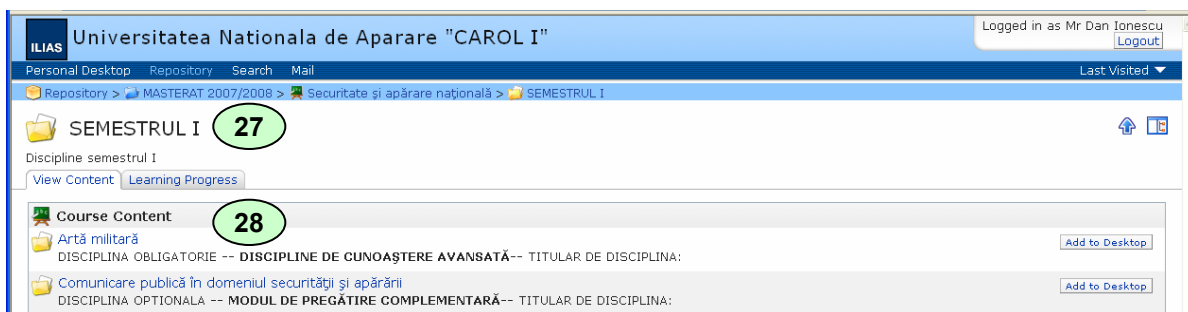 ILIAS Universitatea Nationala de Aparare "CAROL I"
Logged in as Mr Dan Ionescu
Logout
Personal Desktop Repository Search Mail Last Visited
Repository > MASTERAT 2007/2008 > Securitate şi apărare naţională > SEMESTRUL I
SEMESTRUL I 27
Discipline semestrul I
View Content Learning Progress
Course Content 28
Artă militară Add to Desktop
DISCIPLINA OBLIGATORIE -- DISCIPLINE DE CUNOAŞTERE AVANSATĂ-- TITULAR DE DISCIPLINA:
Comunicare publică în domeniul securităţii şi apărării Add to Desktop
DISCIPLINA OPTIONALA -- MODUL DE PREGĂTIRE COMPLEMENTARĂ-- TITULAR DE DISCIPLINA: